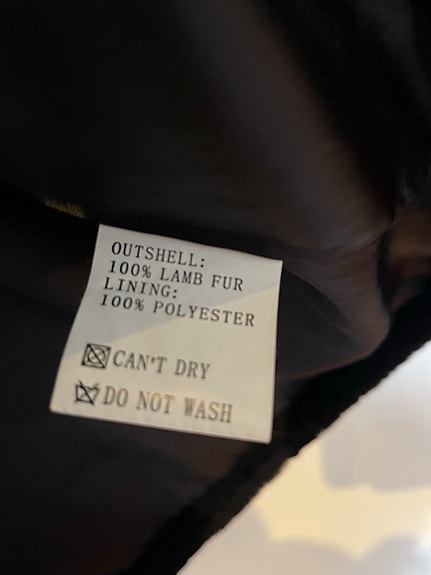 OUTSHELL:
100% LAMB FUR
LINING:
100% POLYESTER
CAN'T DRY
DO NOT WASH